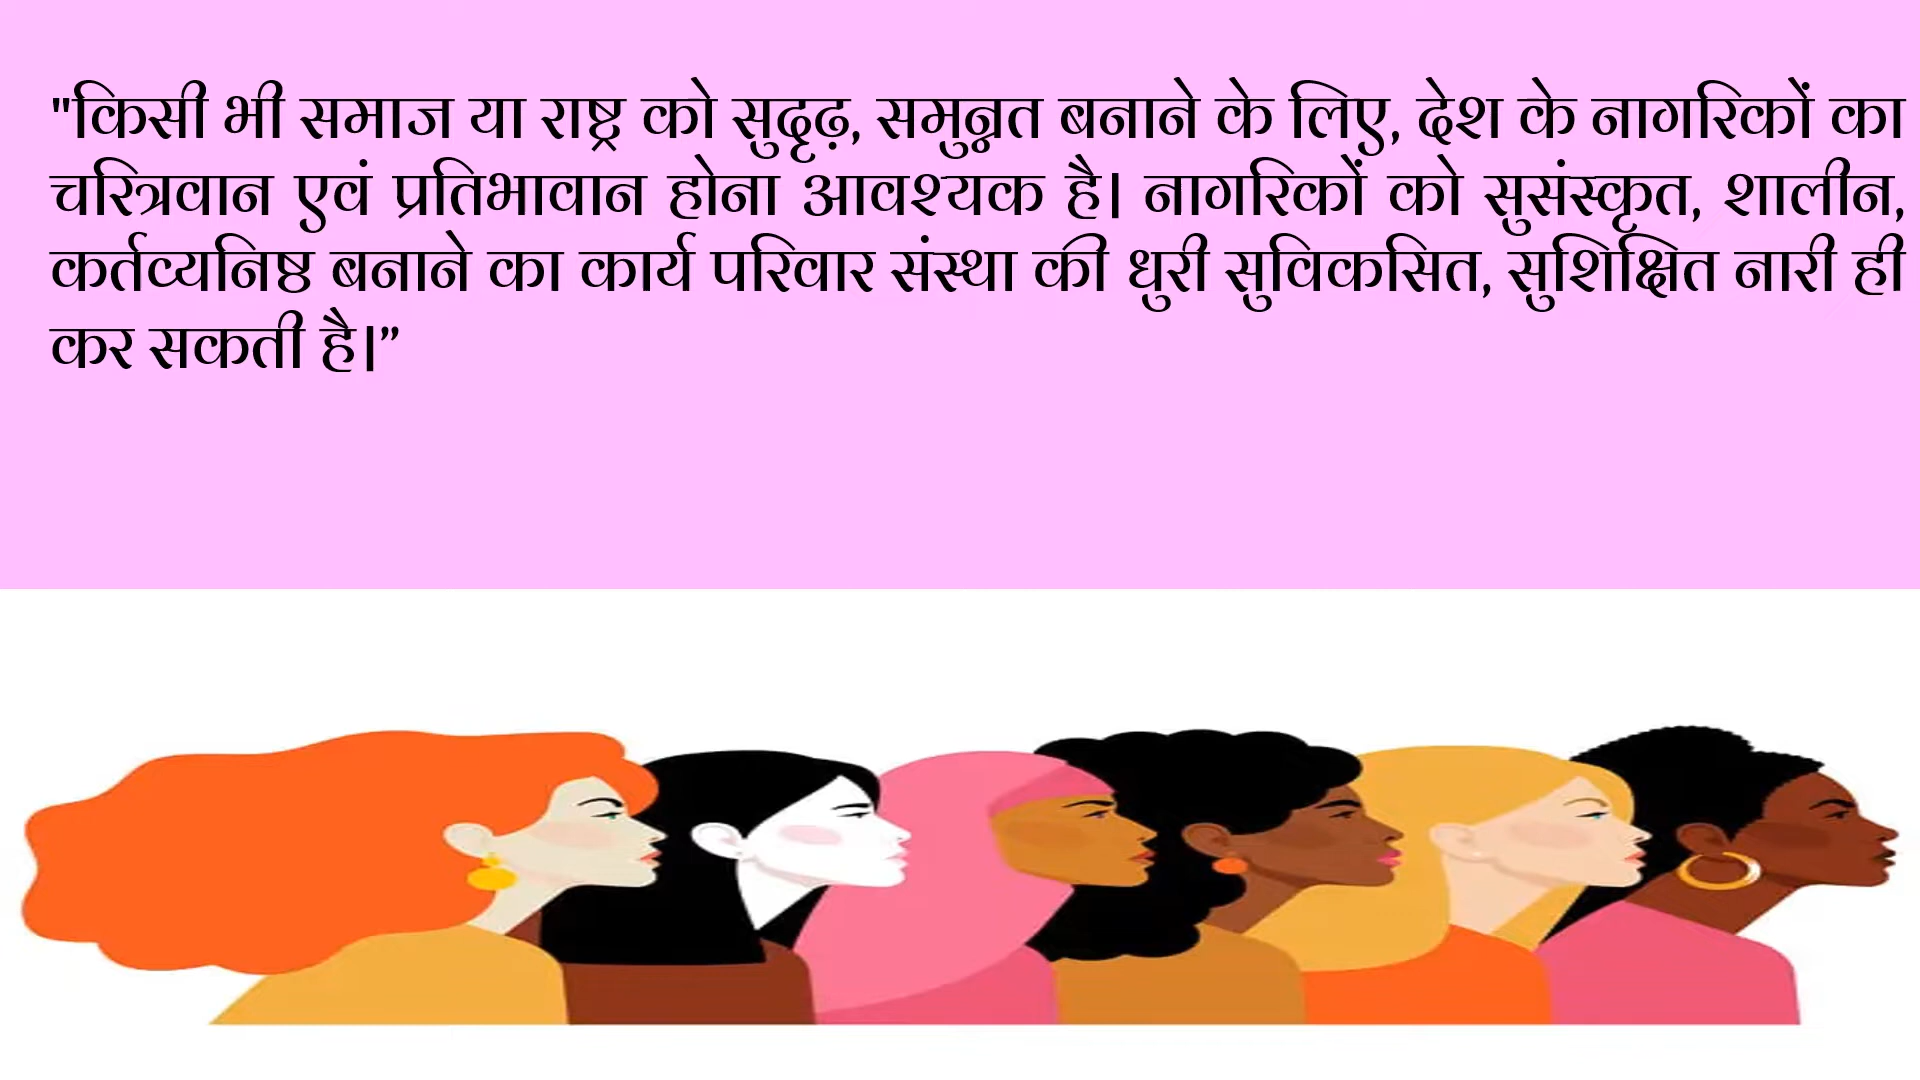 "किसी भी समाज या राष्ट्र को सुदृढ़, समुन्नत बनाने के लिए, देश के नागरिकों का
चरित्रवान एवं प्रतिभावान होना आवश्यक है। नागरिकों को सुसंस्कृत, शालीन,
कर्तव्यनिष्ठ बनाने का कार्य परिवार संस्था की धुरी सुविकसित, सुशिक्षित नारी ही
कर सकती है।”